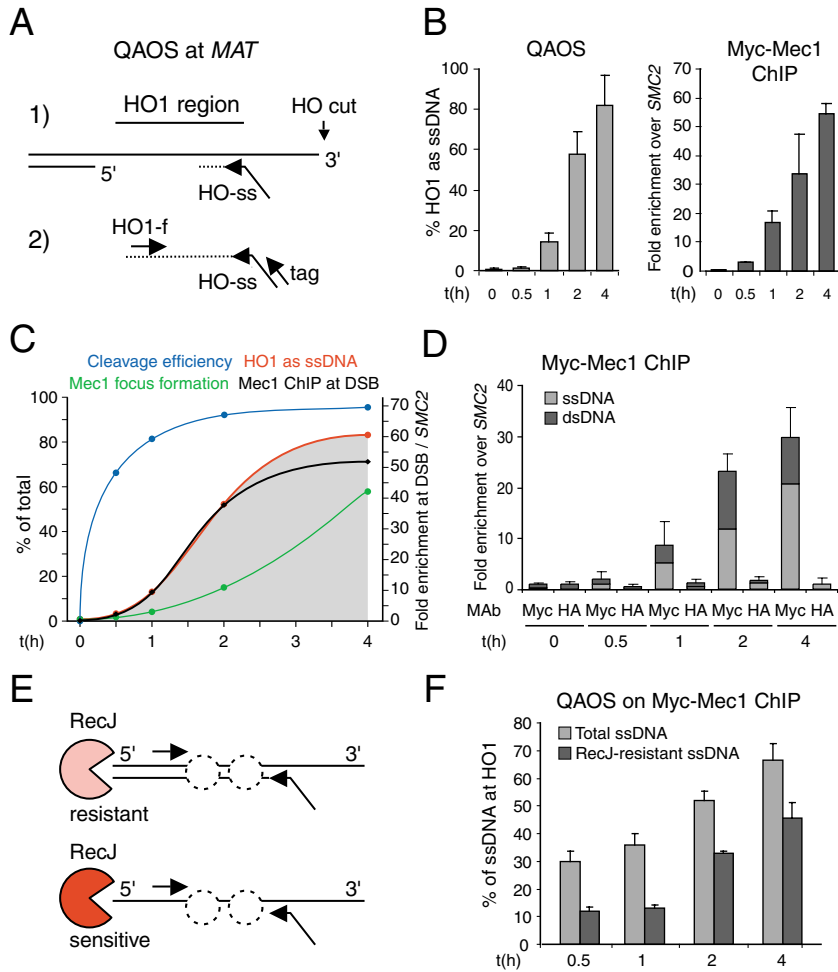 A
QAOS at MAT
1)
HO1 region
HO cut
3'
5'
HO-ss
2)
HO1-f
HO-ss
tag
B
QAOS
% HO1 as ssDNA
100
80
60
40
20
0
t(h)
0 0.5 1 2 4
Myc-Mec1
ChIP
Fold enrichment over SMC2
70
60
50
40
30
20
10
0
t(h)
0 0.5 1 2 4
C
Cleavage efficiency HO1 as ssDNA
Mec1 focus formation Mec1 ChIP at DSB
% of total
100
80
60
40
20
0
Fold enrichment at DSB / SMC2
70
60
50
40
30
20
10
0
t(h)
0 1 2 3 4
D
Myc-Mec1 ChIP
ssDNA
dsDNA
Fold enrichment over SMC2
40
30
20
10
0
MAb Myc HA Myc HA Myc HA Myc HA Myc HA
t(h) 0 0.5 1 2 4
E
RecJ
5' 3'
resistant
RecJ
5' 3'
sensitive
F
QAOS on Myc-Mec1 ChIP
Total ssDNA
RecJ-resistant ssDNA
% of ssDNA at HO1
80
70
60
50
40
30
20
10
0
t(h) 0.5 1 2 4